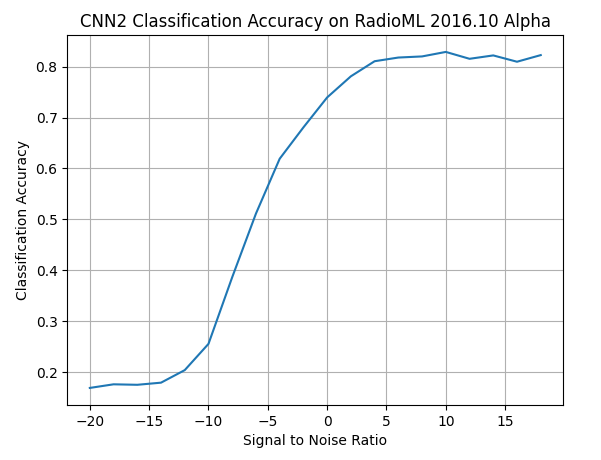 CNN2 Classification Accuracy on RadioML 2016.10 Alpha
Classification Accuracy
0.8
0.7
0.6
0.5
0.4
0.3
0.2
−20 −15 −10 −5 0 5 10 15
Signal to Noise Ratio